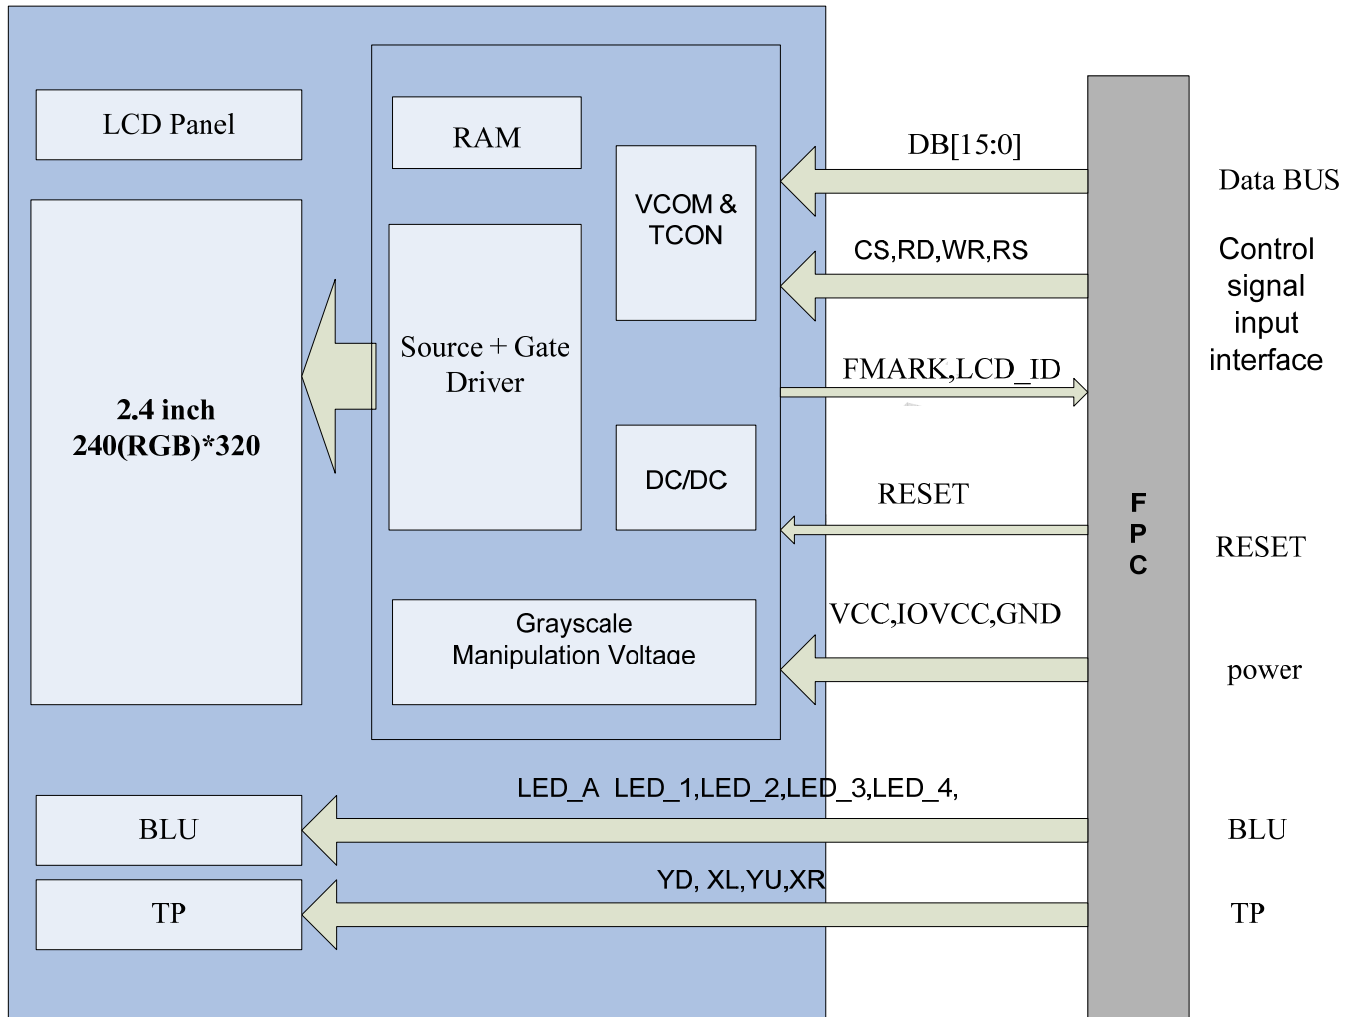 LCD Panel
2.4 inch
240(RGB)*320
BLU
TP
RAM
Source + Gate
Driver
VCOM &
TCON
DC/DC
Grayscale
Manipulation Voltage
DB[15:0]
CS,RD,WR,RS
FMARK,LCD_ID
RESET
VCC,IOVCC,GND
LED_A  LED_1,LED_2,LED_3,LED_4,
YD, XL,YU,XR
F
P
C
Data BUS
Control
signal
input
interface
RESET
power
BLU
TP